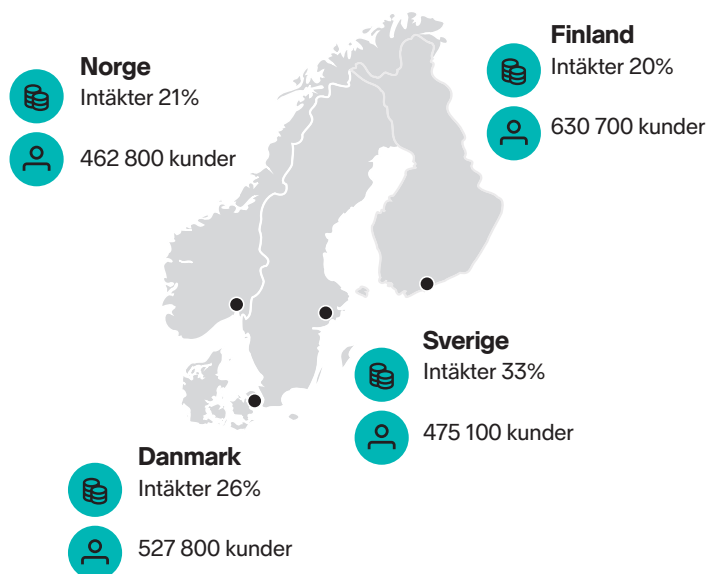 Norge
Intäkter 21%
462 800 kunder
Finland
Intäkter 20%
630 700 kunder
Sverige
Intäkter 33%
475 100 kunder
Danmark
Intäkter 26%
527 800 kunder